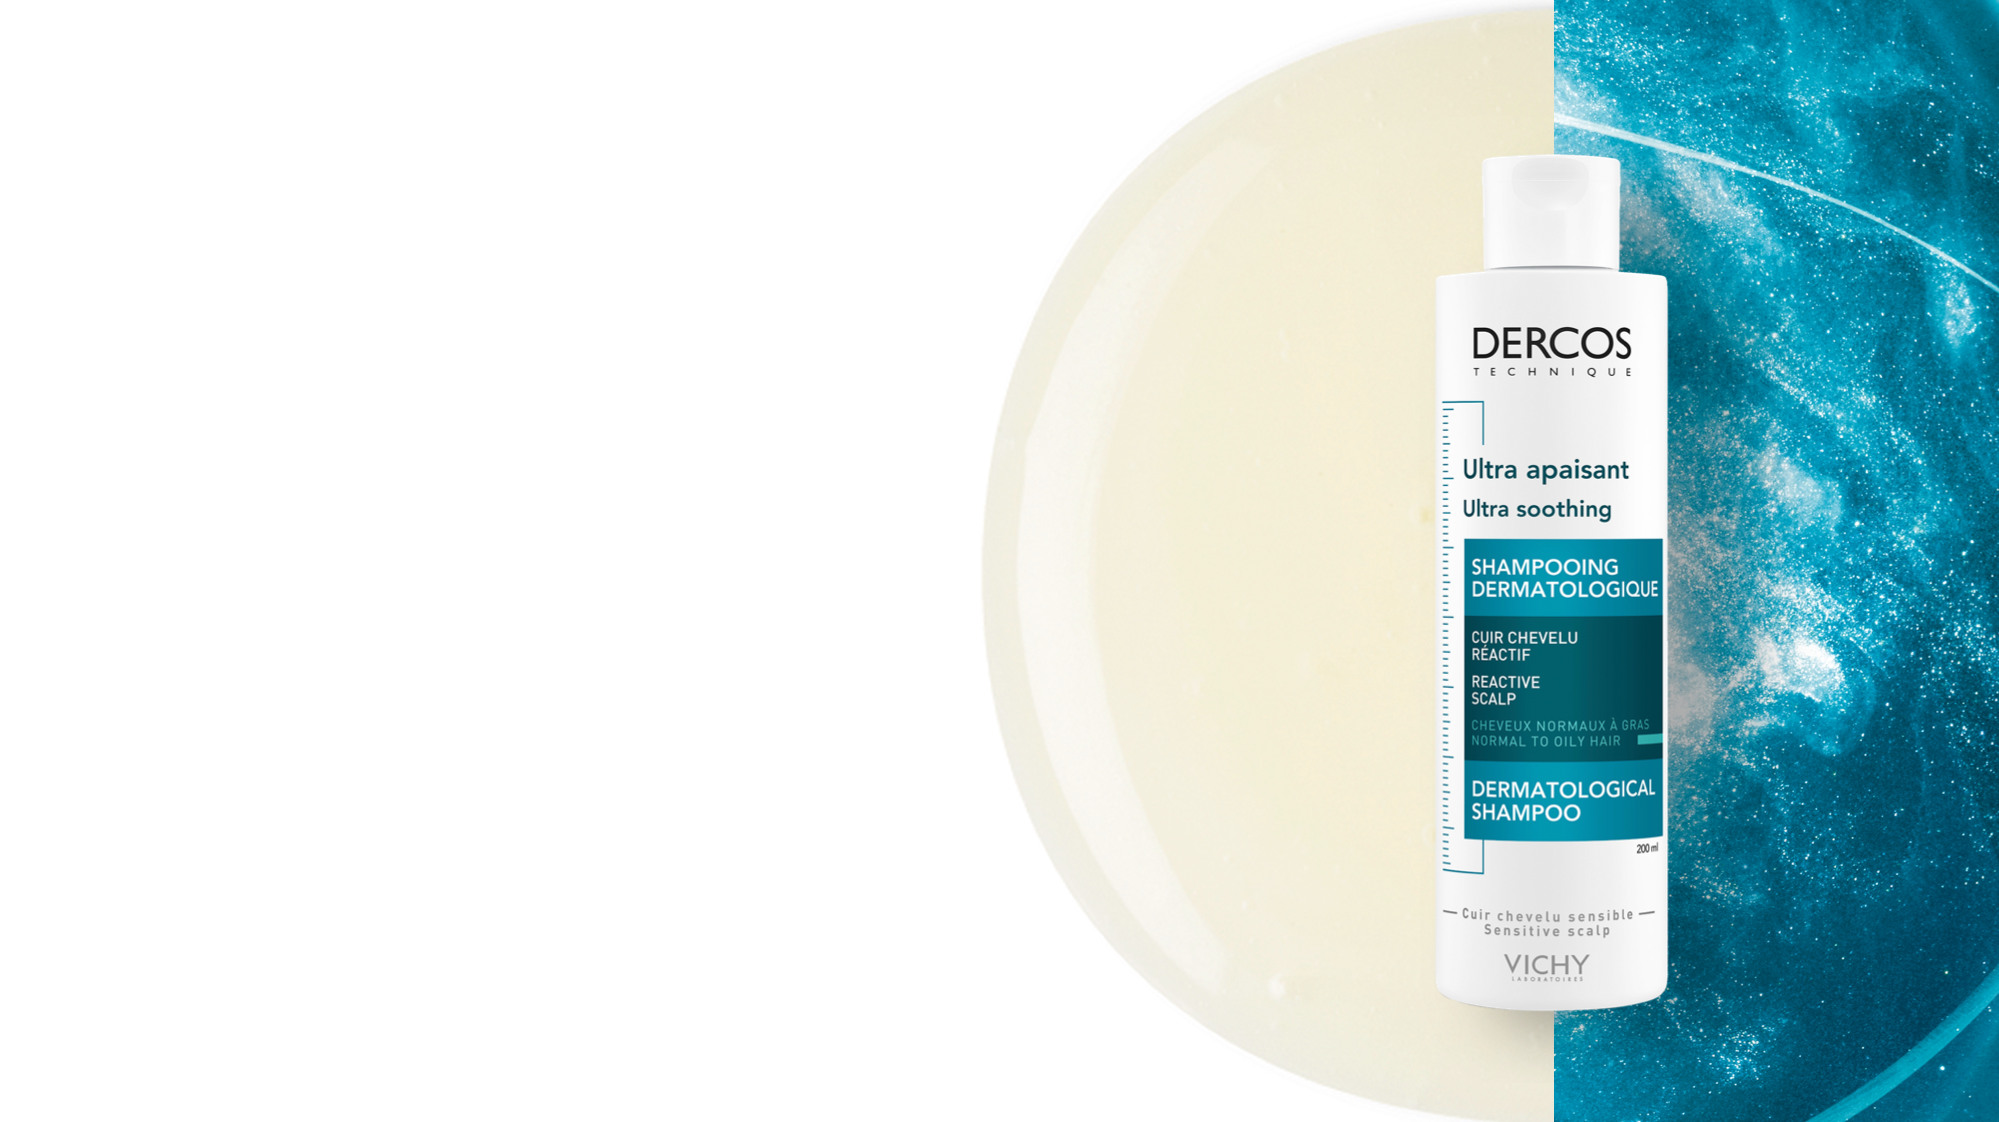 DERCOS
TECHNIQUE
Ultra apaisant
Ultra soothing
SHAMPOOING
DERMATOLOGIQUE
CUIR CHEVELU
RÉACTIF
REACTIVE
SCALP
CHEVEUX NORMAUX À GRAS
NORMAL TO OILY HAIR
DERMATOLOGICAL
SHAMPOO
200 ml
Cuir chevelu sensible
Sensitive scalp
VICHY
LABORATOIRES